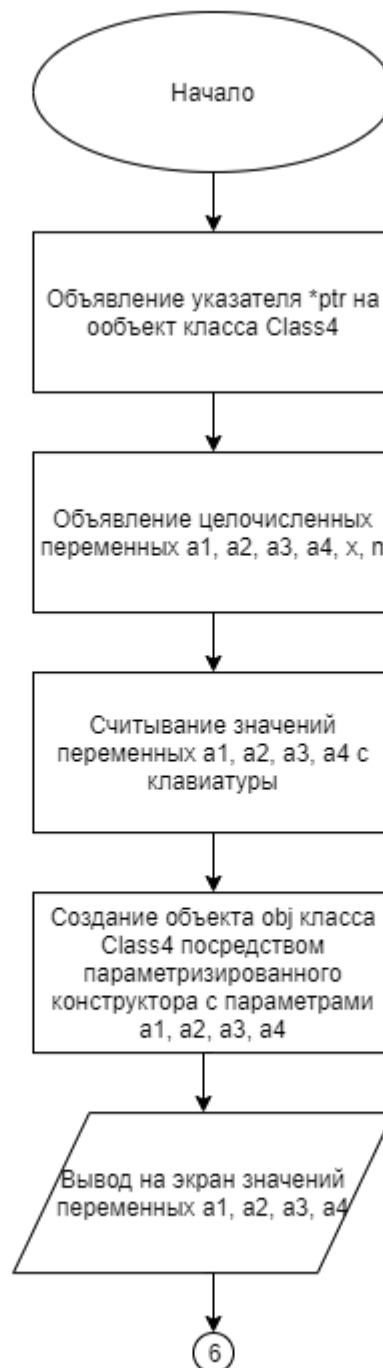 Начало
Объявление указателя *ptr на
ообъект класса Class4
Объявление целочисленных
переменных a1, a2, a3, a4, x, n
Считывание значений
переменных a1, a2, a3, a4 с
клавиатуры
Создание объекта obj класса
Class4 посредством
параметризированного
конструктора с параметрами
a1, a2, a3, a4
Вывод на экран значений
переменных a1, a2, a3, a4
6